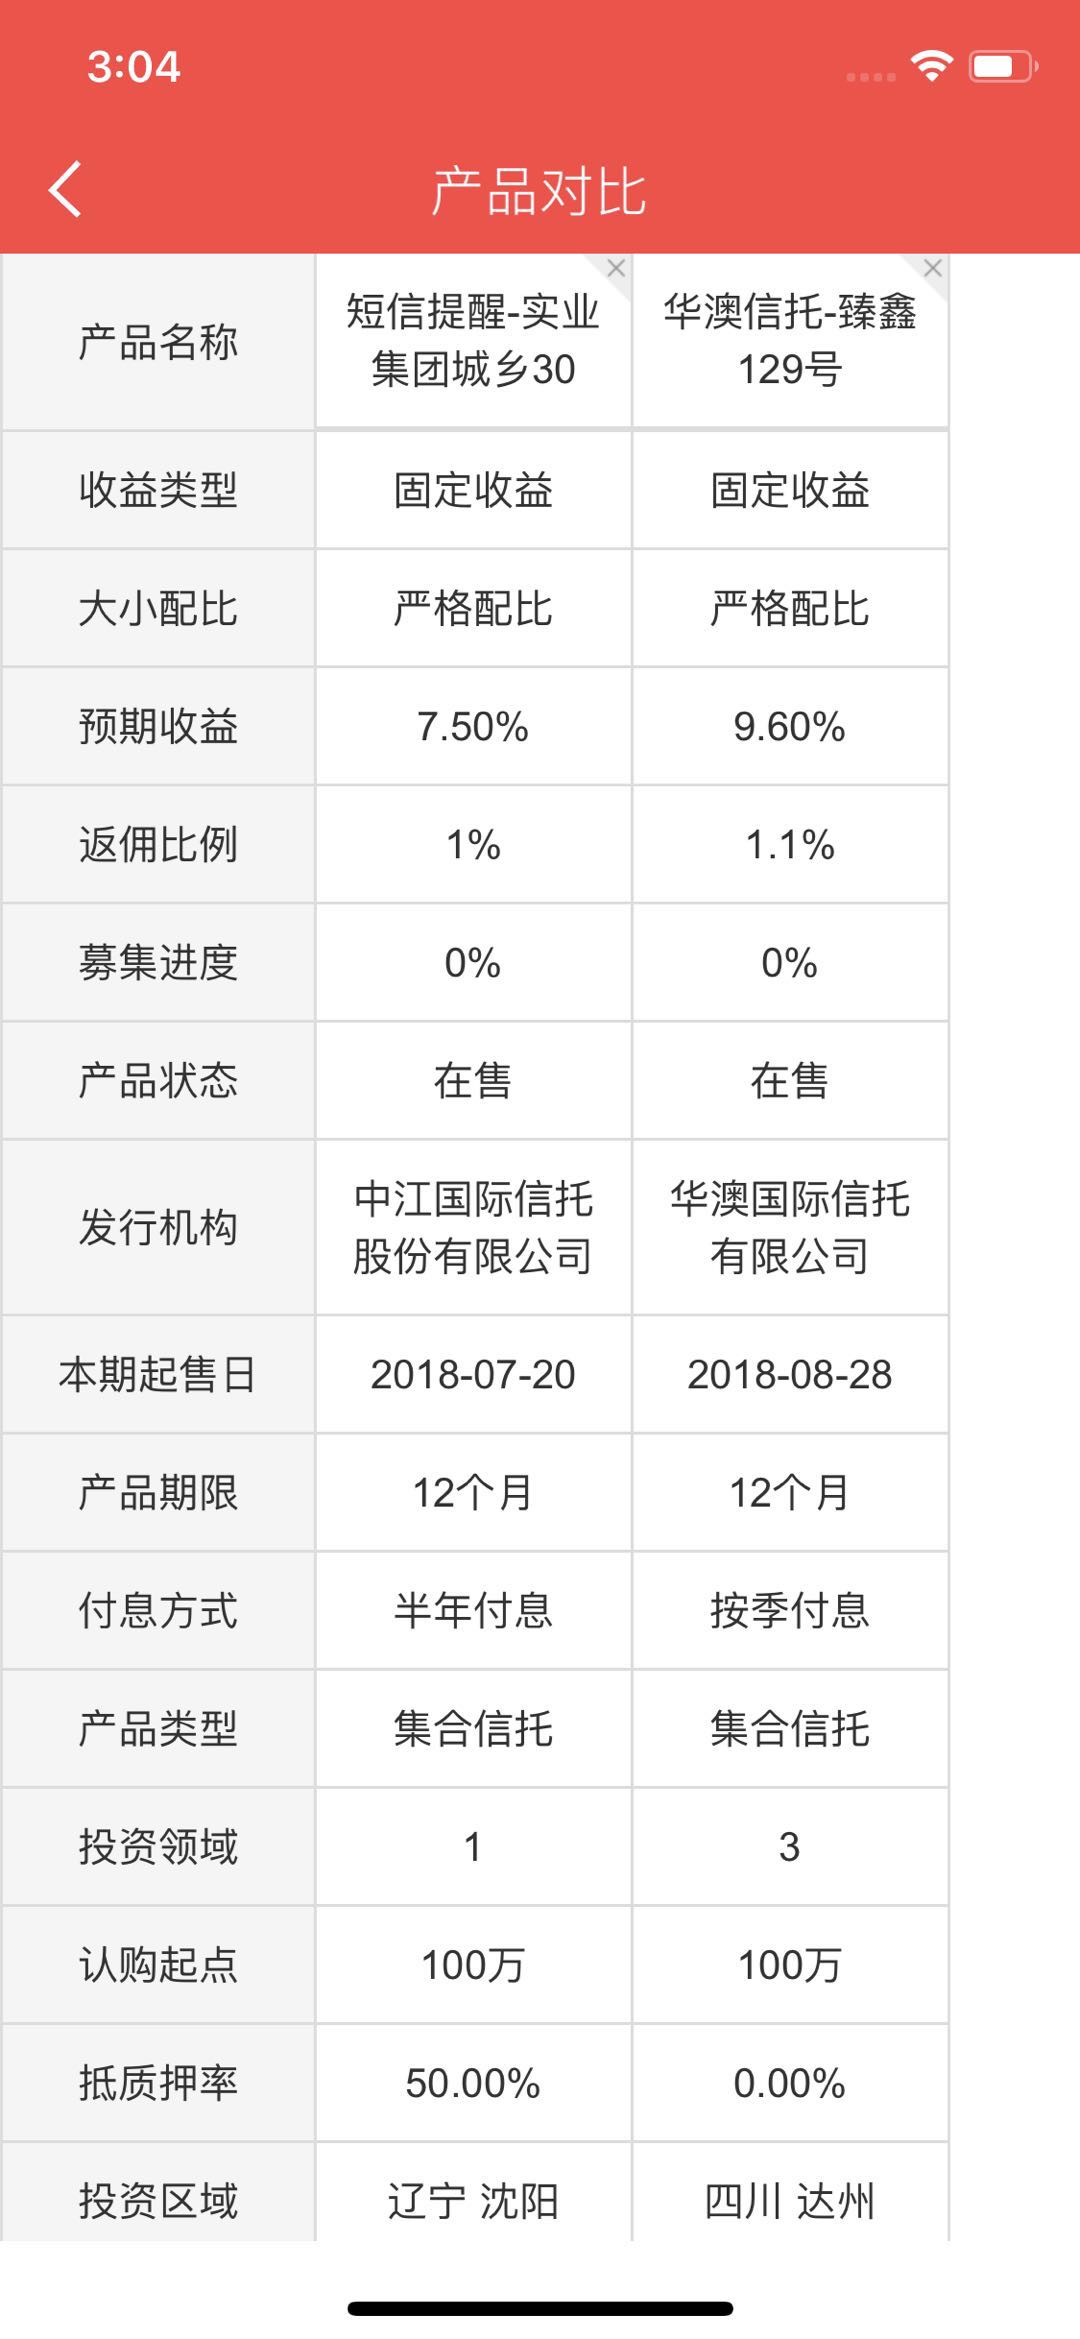 3:04
产品对比
产品名称
短信提醒-实业
集团城乡30
华澳信托-臻鑫
129号
收益类型
固定收益
固定收益
大小配比
严格配比
严格配比
预期收益
7.50%
9.60%
返佣比例
1%
1.1%
募集进度
0%
0%
产品状态
在售
在售
发行机构
中江国际信托
股份有限公司
华澳国际信托
有限公司
本期起售日
2018-07-20
2018-08-28
产品期限
12个月
12个月
付息方式
半年付息
按季付息
产品类型
集合信托
集合信托
投资领域
1
3
认购起点
100万
100万
抵质押率
50.00%
0.00%
投资区域
辽宁 沈阳
四川 达州